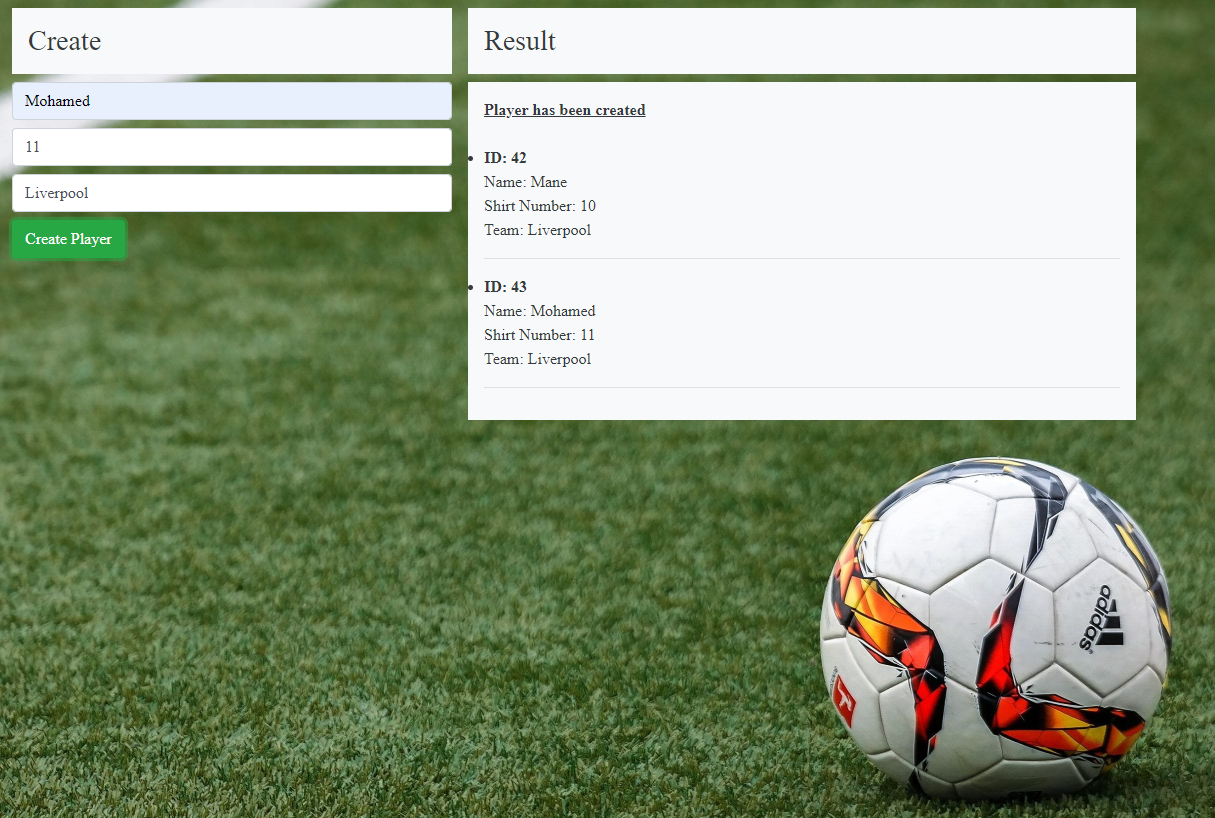 Create
Mohamed
11
Liverpool
Create Player
Result
Player has been created
ID: 42
Name: Mane
Shirt Number: 10
Team: Liverpool
ID: 43
Name: Mohamed
Shirt Number: 11
Team: Liverpool
adidas